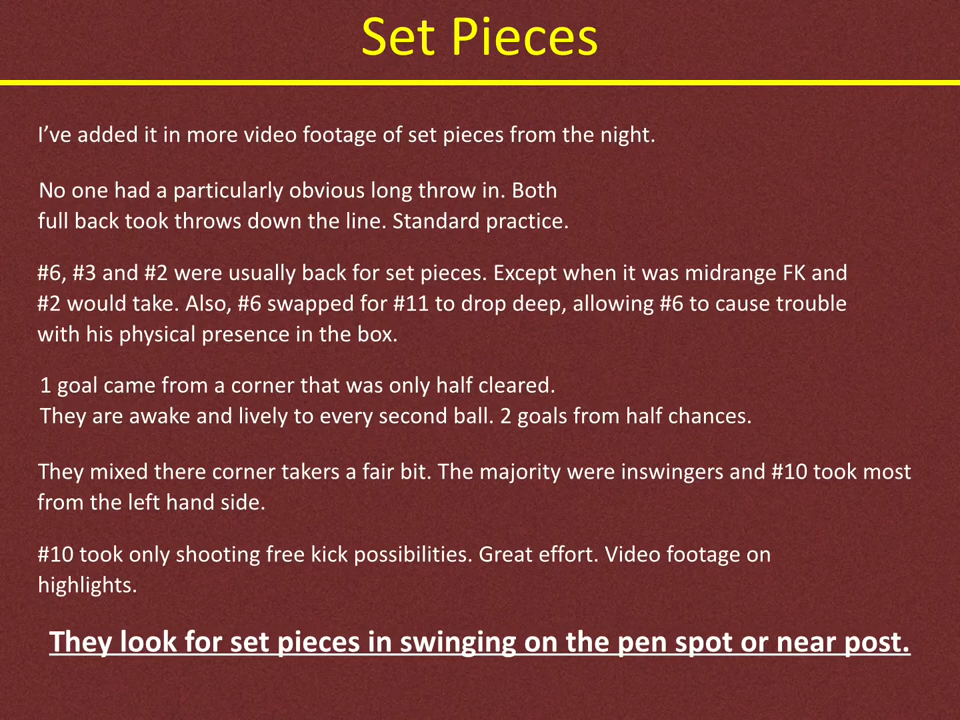 Set Pieces
I’ve added it in more video footage of set pieces from the night.
No one had a particularly obvious long throw in. Both
full back took throws down the line. Standard practice.
#6, #3 and #2 were usually back for set pieces. Except when it was midrange FK and
#2 would take. Also, #6 swapped for #11 to drop deep, allowing #6 to cause trouble
with his physical presence in the box.
1 goal came from a corner that was only half cleared.
They are awake and lively to every second ball. 2 goals from half chances.
They mixed there corner takers a fair bit. The majority were inswingers and #10 took most
from the left hand side.
#10 took only shooting free kick possibilities. Great effort. Video footage on
highlights.
They look for set pieces in swinging on the pen spot or near post.